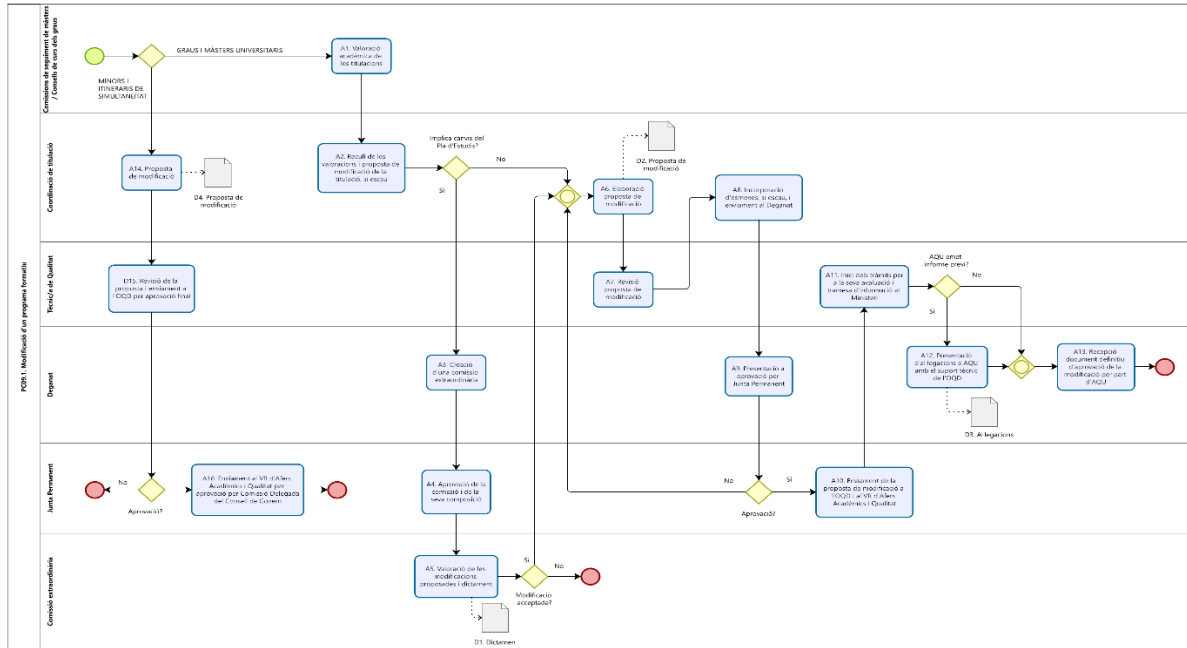 PC09.1. Modificació d'un programa formatiu
Comissions de seguiment de màsters
/ Consells de curs dels graus
GRAUS I MÀSTERS UNIVERSITARIS
A1. Valoració
acadèmica de
les titulacions
MÍNORS I
ITINERARIS DE
SIMULTANEÏTAT
Coordinació de titulació
A14. Proposta
de modificació
D4. Proposta de
modificació
A2. Recull de les
valoracions i proposta de
modificació de la
titulació, si escau
Implica canvis del
Pla d'Estudis?
No
Si
A6. Elaboració
proposta de
modificació
D2. Proposta de
modificació
A8. Incorporació
d'esmenes, si escau, i
enviament al Deganat
Tècnic/a de Qualitat
D15. Revisió de la
proposta i enviament a
l'OQD per aprovació final
A7. Revisió
proposta de
modificació
A11. Inici dels tràmits per
a la seva avaluació i
tramesa d'informació al
Ministeri
AQU emet
informe previ?
No
Si
Deganat
A3. Creació
d'una comissió
extraordinària
A9. Presentació a
aprovació per
Junta Permanent
A12. Presentació
d'al·legacions a AQU
amb el suport tècnic
de l'OQD
D3. Al·legacions
A13. Recepció
document definitiu
d'aprovació de la
modificació per part
d'AQU
Junta Permanent
No
Aprovació?
A16. Enviament al VR d'Afers
Acadèmics i Qualitat per
aprovació per Comissió Delegada
del Consell de Govern
A4. Aprovació de la
comissió i de la
seva composició
No
Si
Aprovació?
A10. Enviament de la
proposta de modificació a
l'OQD i al VR d'Afers
Acadèmics i Qualitat
Comissió extraordinària
A5. Valoració de les
modificacions
proposades i dictament
Si
No
Modificació
acceptada?
D1. Dictamen